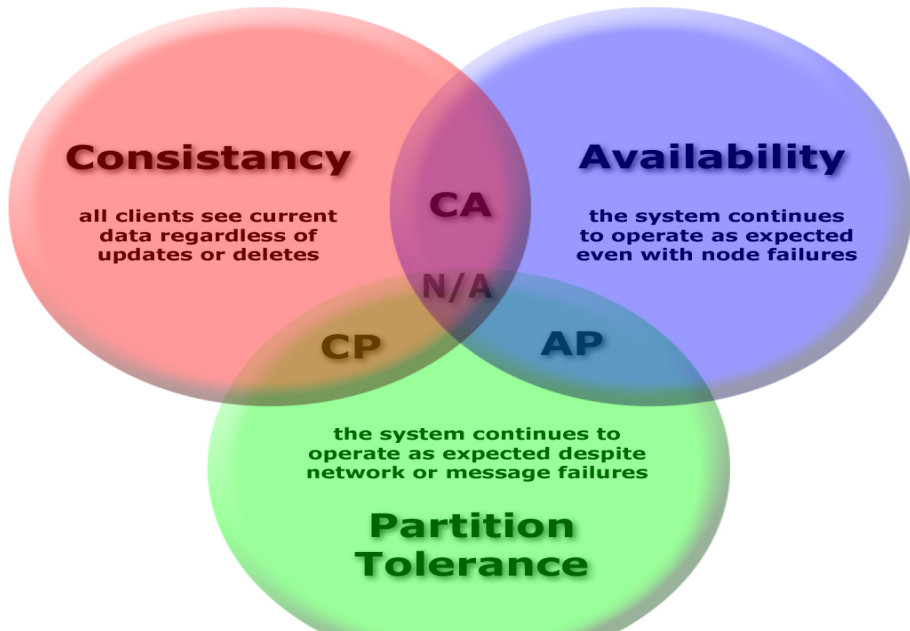 Consistancy
all clients see current
data regardless of
updates or deletes
Availability
the system continues
to operate as expected
even with node failures
CA
N/A
CP
AP
the system continues to
operate as expected despite
network or message failures
Partition
Tolerance